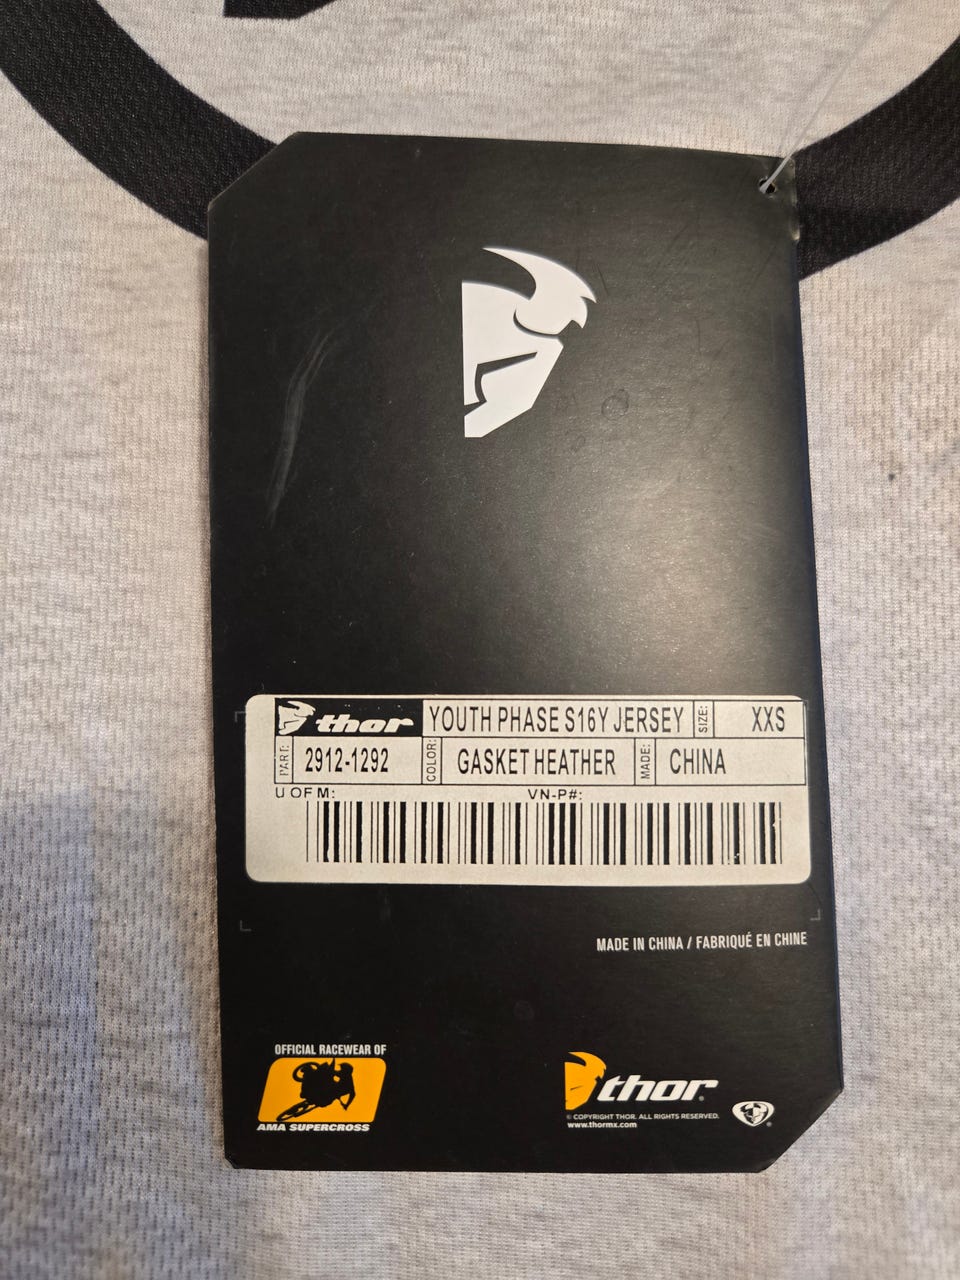 thor YOUTH PHASE S16Y JERSEY SIZE: XXS
PART: 2912-1292 COLOR: GASKET HEATHER MADE: CHINA
U OF M: VN-P#:
MADE IN CHINA / FABRIQUÉ EN CHINE
OFFICIAL RACEWEAR OF
AMA SUPERCROSS
thor
© COPYRIGHT THOR. ALL RIGHTS RESERVED.
www.thormx.com